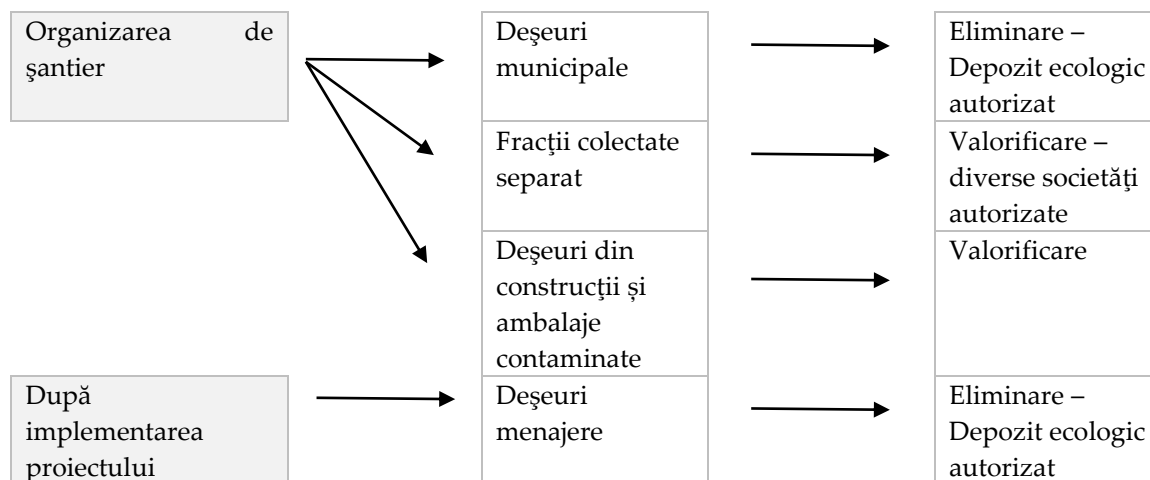 Organizarea de
şantier
Deşeuri
municipale
Eliminare –
Depozit ecologic
autorizat
Fracţii colectate
separat
Valorificare –
diverse societăţi
autorizate
Deşeuri din
construcţii și
ambalaje
contaminate
Valorificare
După
implementarea
proiectului
Deşeuri
menajere
Eliminare –
Depozit ecologic
autorizat